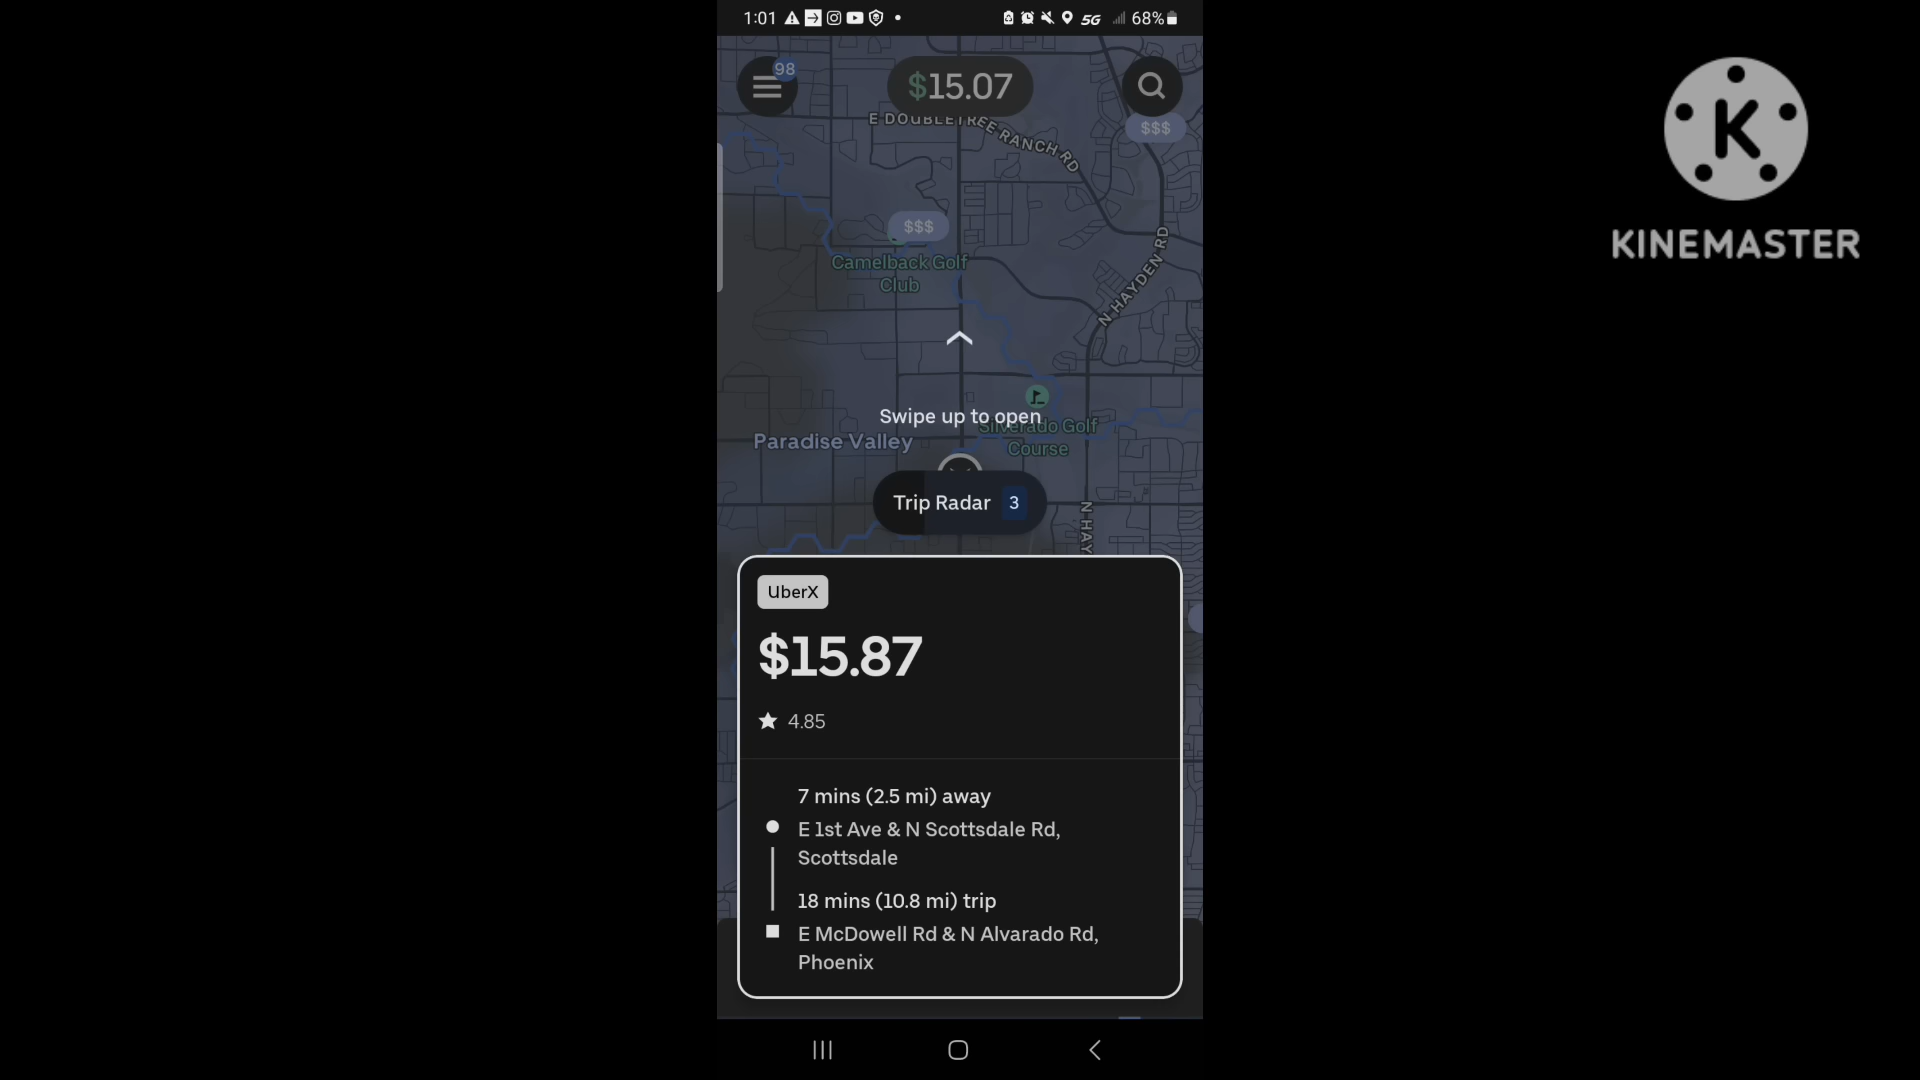 1:01
5G
68%
98
$15.07
E DOUBLETREE RANCH RD
$$$
$$$
Camelback Golf
Club
N HAYDEN RD
Swipe up to open
Silverado Golf
Course
Paradise Valley
Trip Radar 3
N HAY
UberX
$15.87
4.85
7 mins (2.5 mi) away
E 1st Ave & N Scottsdale Rd,
Scottsdale
18 mins (10.8 mi) trip
E McDowell Rd & N Alvarado Rd,
Phoenix
K
KINEMASTER